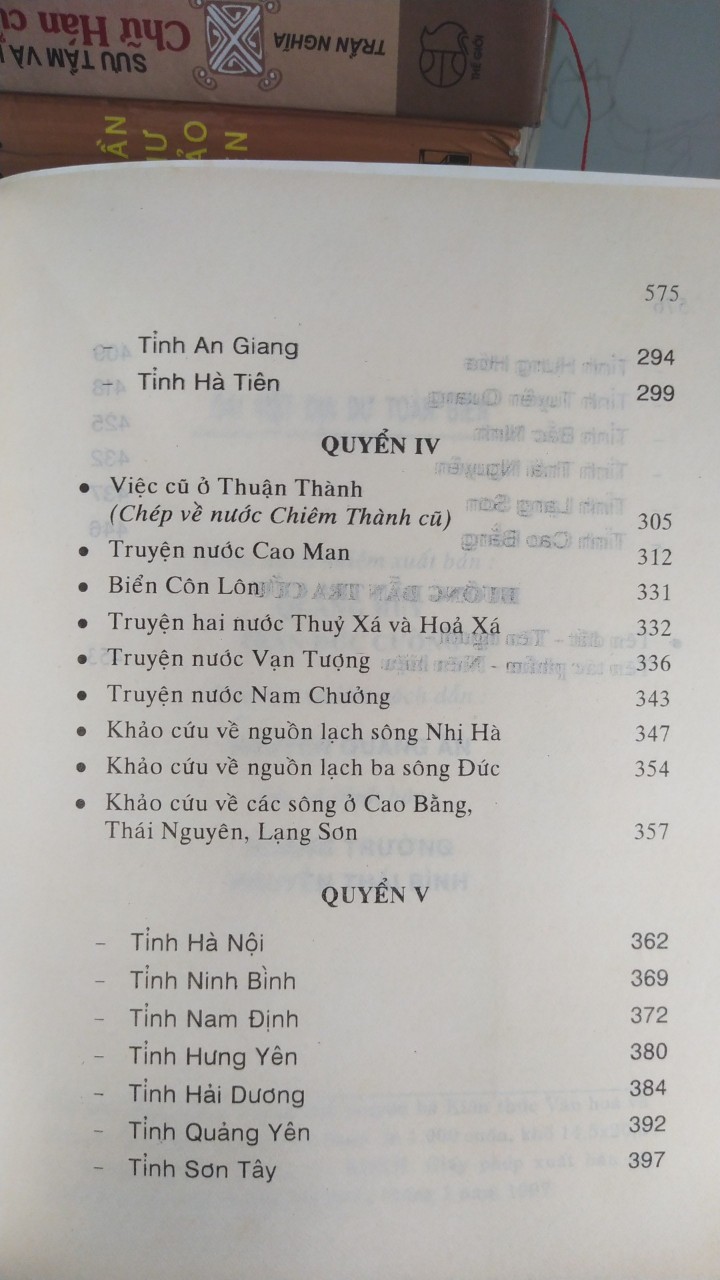 SƯU TẦM VÀ
Chữ Hán củ
TRẦN NGHĨA
575
- Tỉnh An Giang 294
- Tỉnh Hà Tiên 299
QUYỂN IV
• Việc cũ ở Thuận Thành
(Chép về nước Chiêm Thành cũ) 305
• Truyện nước Cao Man 312
• Biển Côn Lôn 331
• Truyện hai nước Thuỷ Xá và Hoả Xá 332
• Truyện nước Vạn Tượng 336
• Truyện nước Nam Chưởng 343
• Khảo cứu về nguồn lạch sông Nhị Hà 347
• Khảo cứu về nguồn lạch ba sông Đức 354
• Khảo cứu về các sông ở Cao Bằng,
Thái Nguyên, Lạng Sơn 357
QUYỂN V
- Tỉnh Hà Nội 362
- Tỉnh Ninh Bình 369
- Tỉnh Nam Định 372
- Tỉnh Hưng Yên 380
- Tỉnh Hải Dương 384
- Tỉnh Quảng Yên 392
- Tỉnh Sơn Tây 397